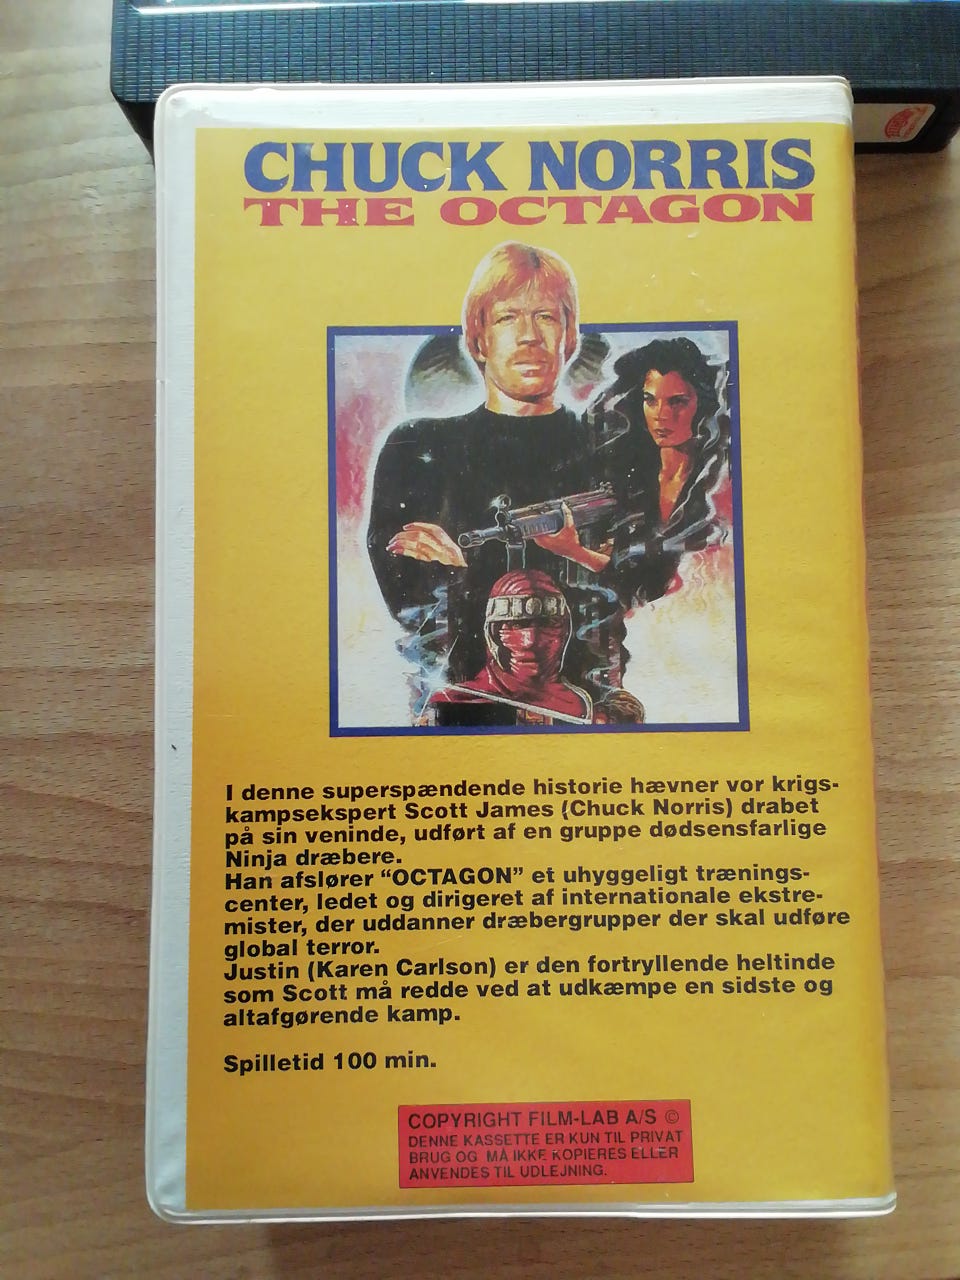 CHUCK NORRIS
THE OCTAGON
I denne superspændende historie hævner vor krigs-
kampsekspert Scott James (Chuck Norris) drabet
på sin veninde, udført af en gruppe dødsensfarlige
Ninja dræbere.
Han afslører “OCTAGON” et uhyggeligt trænings-
center, ledet og dirigeret af internationale ekstre-
mister, der uddanner dræbergrupper der skal udføre
global terror.
Justin (Karen Carlson) er den fortryllende heltinde
som Scott må redde ved at udkæmpe en sidste og
altafgørende kamp.
Spilletid 100 min.
COPYRIGHT FILM-LAB A/S ©
DENNE KASSETTE ER KUN TIL PRIVAT
BRUG OG MÅ IKKE KOPIERES ELLER
ANVENDES TIL UDLEJNING.